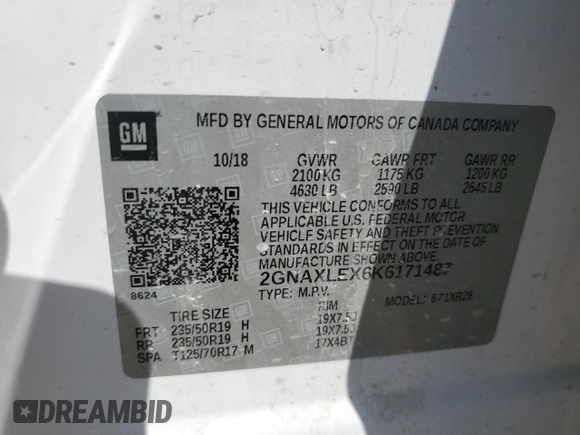 GM
MFD BY GENERAL MOTORS OF CANADA COMPANY
10/18 GVWR GAWR FRT GAWR RR
2100 KG 1175 KG 1200 KG
4630 LB 2590 LB 2645 LB
THIS VEHICLE CONFORMS TO ALL
APPLICABLE U.S. FEDERAL MOTOR
VEHICLE SAFETY AND THEFT PREVENTION
STANDARDS IN EFFECT ON THE DATE OF
MANUFACTURE SHOWN ABOVE.
2GNAXLEX6K6171487
8624
TYPE: M.P.V. MODEL: 671XR26
TIRE SIZE RIM
FRT 235/50R19 H 19X7.5J
RR 235/50R19 H 19X7.5J
SPA T125/70R17 M 17X4BT
DREAMBID